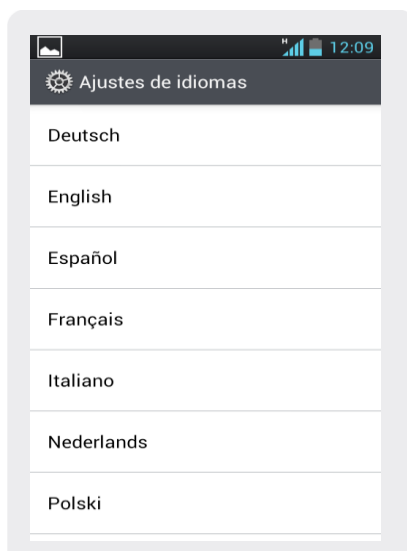 H 12:09
Ajustes de idiomas
Deutsch
English
Español
Français
Italiano
Nederlands
Polski